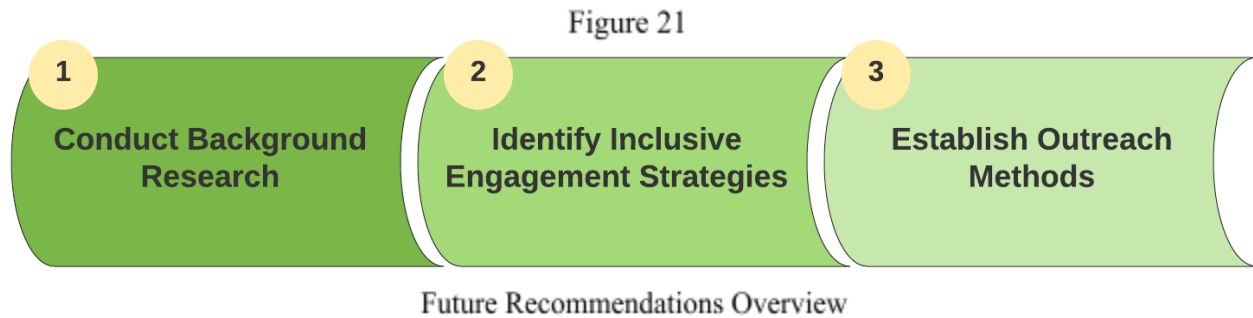 Figure 21
1
Conduct Background
Research
2
Identify Inclusive
Engagement Strategies
3
Establish Outreach
Methods
Future Recommendations Overview